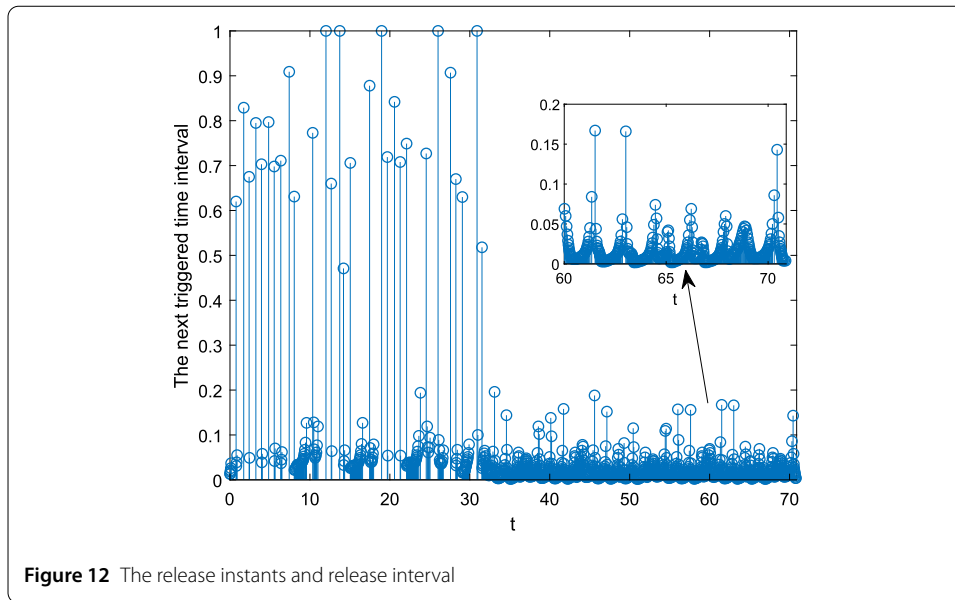 The next triggered time interval
1
0.9
0.8
0.7
0.6
0.5
0.4
0.3
0.2
0.1
0
0 10 20 30 40 50 60 70
t
0.2
0.15
0.1
0.05
0
60 65 70
t
Figure 12 The release instants and release interval